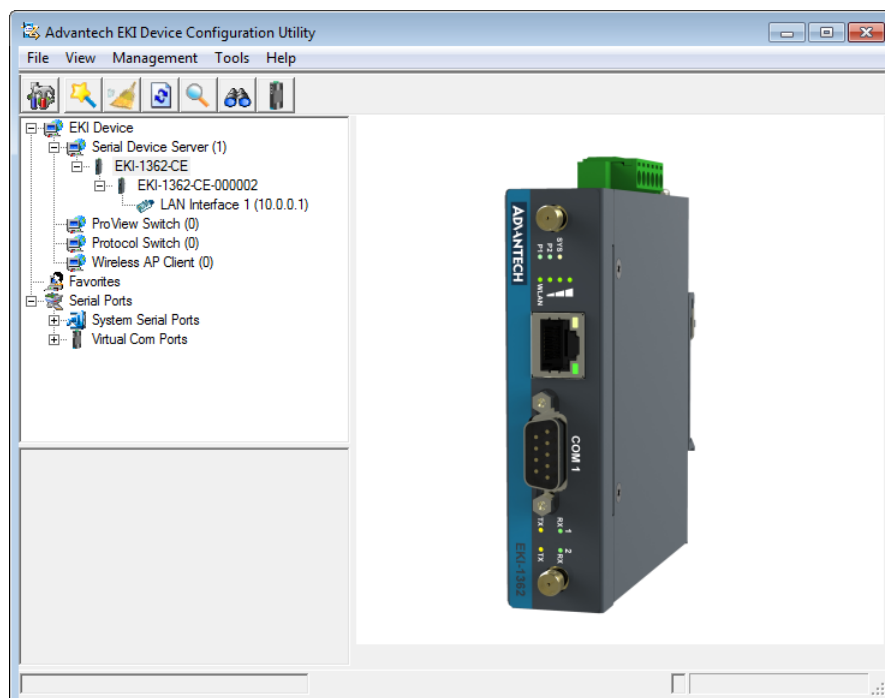 Advantech EKI Device Configuration Utility
File View Management Tools Help
EKI Device
Serial Device Server (1)
EKI-1362-CE
EKI-1362-CE-000002
LAN Interface 1 (10.0.0.1)
ProView Switch (0)
Protocol Switch (0)
Wireless AP Client (0)
Favorites
Serial Ports
System Serial Ports
Virtual Com Ports
ADVANTECH
P1 P2 SYS
WLAN
COM 1
TX RX 1
TX RX 2
EKI-1362